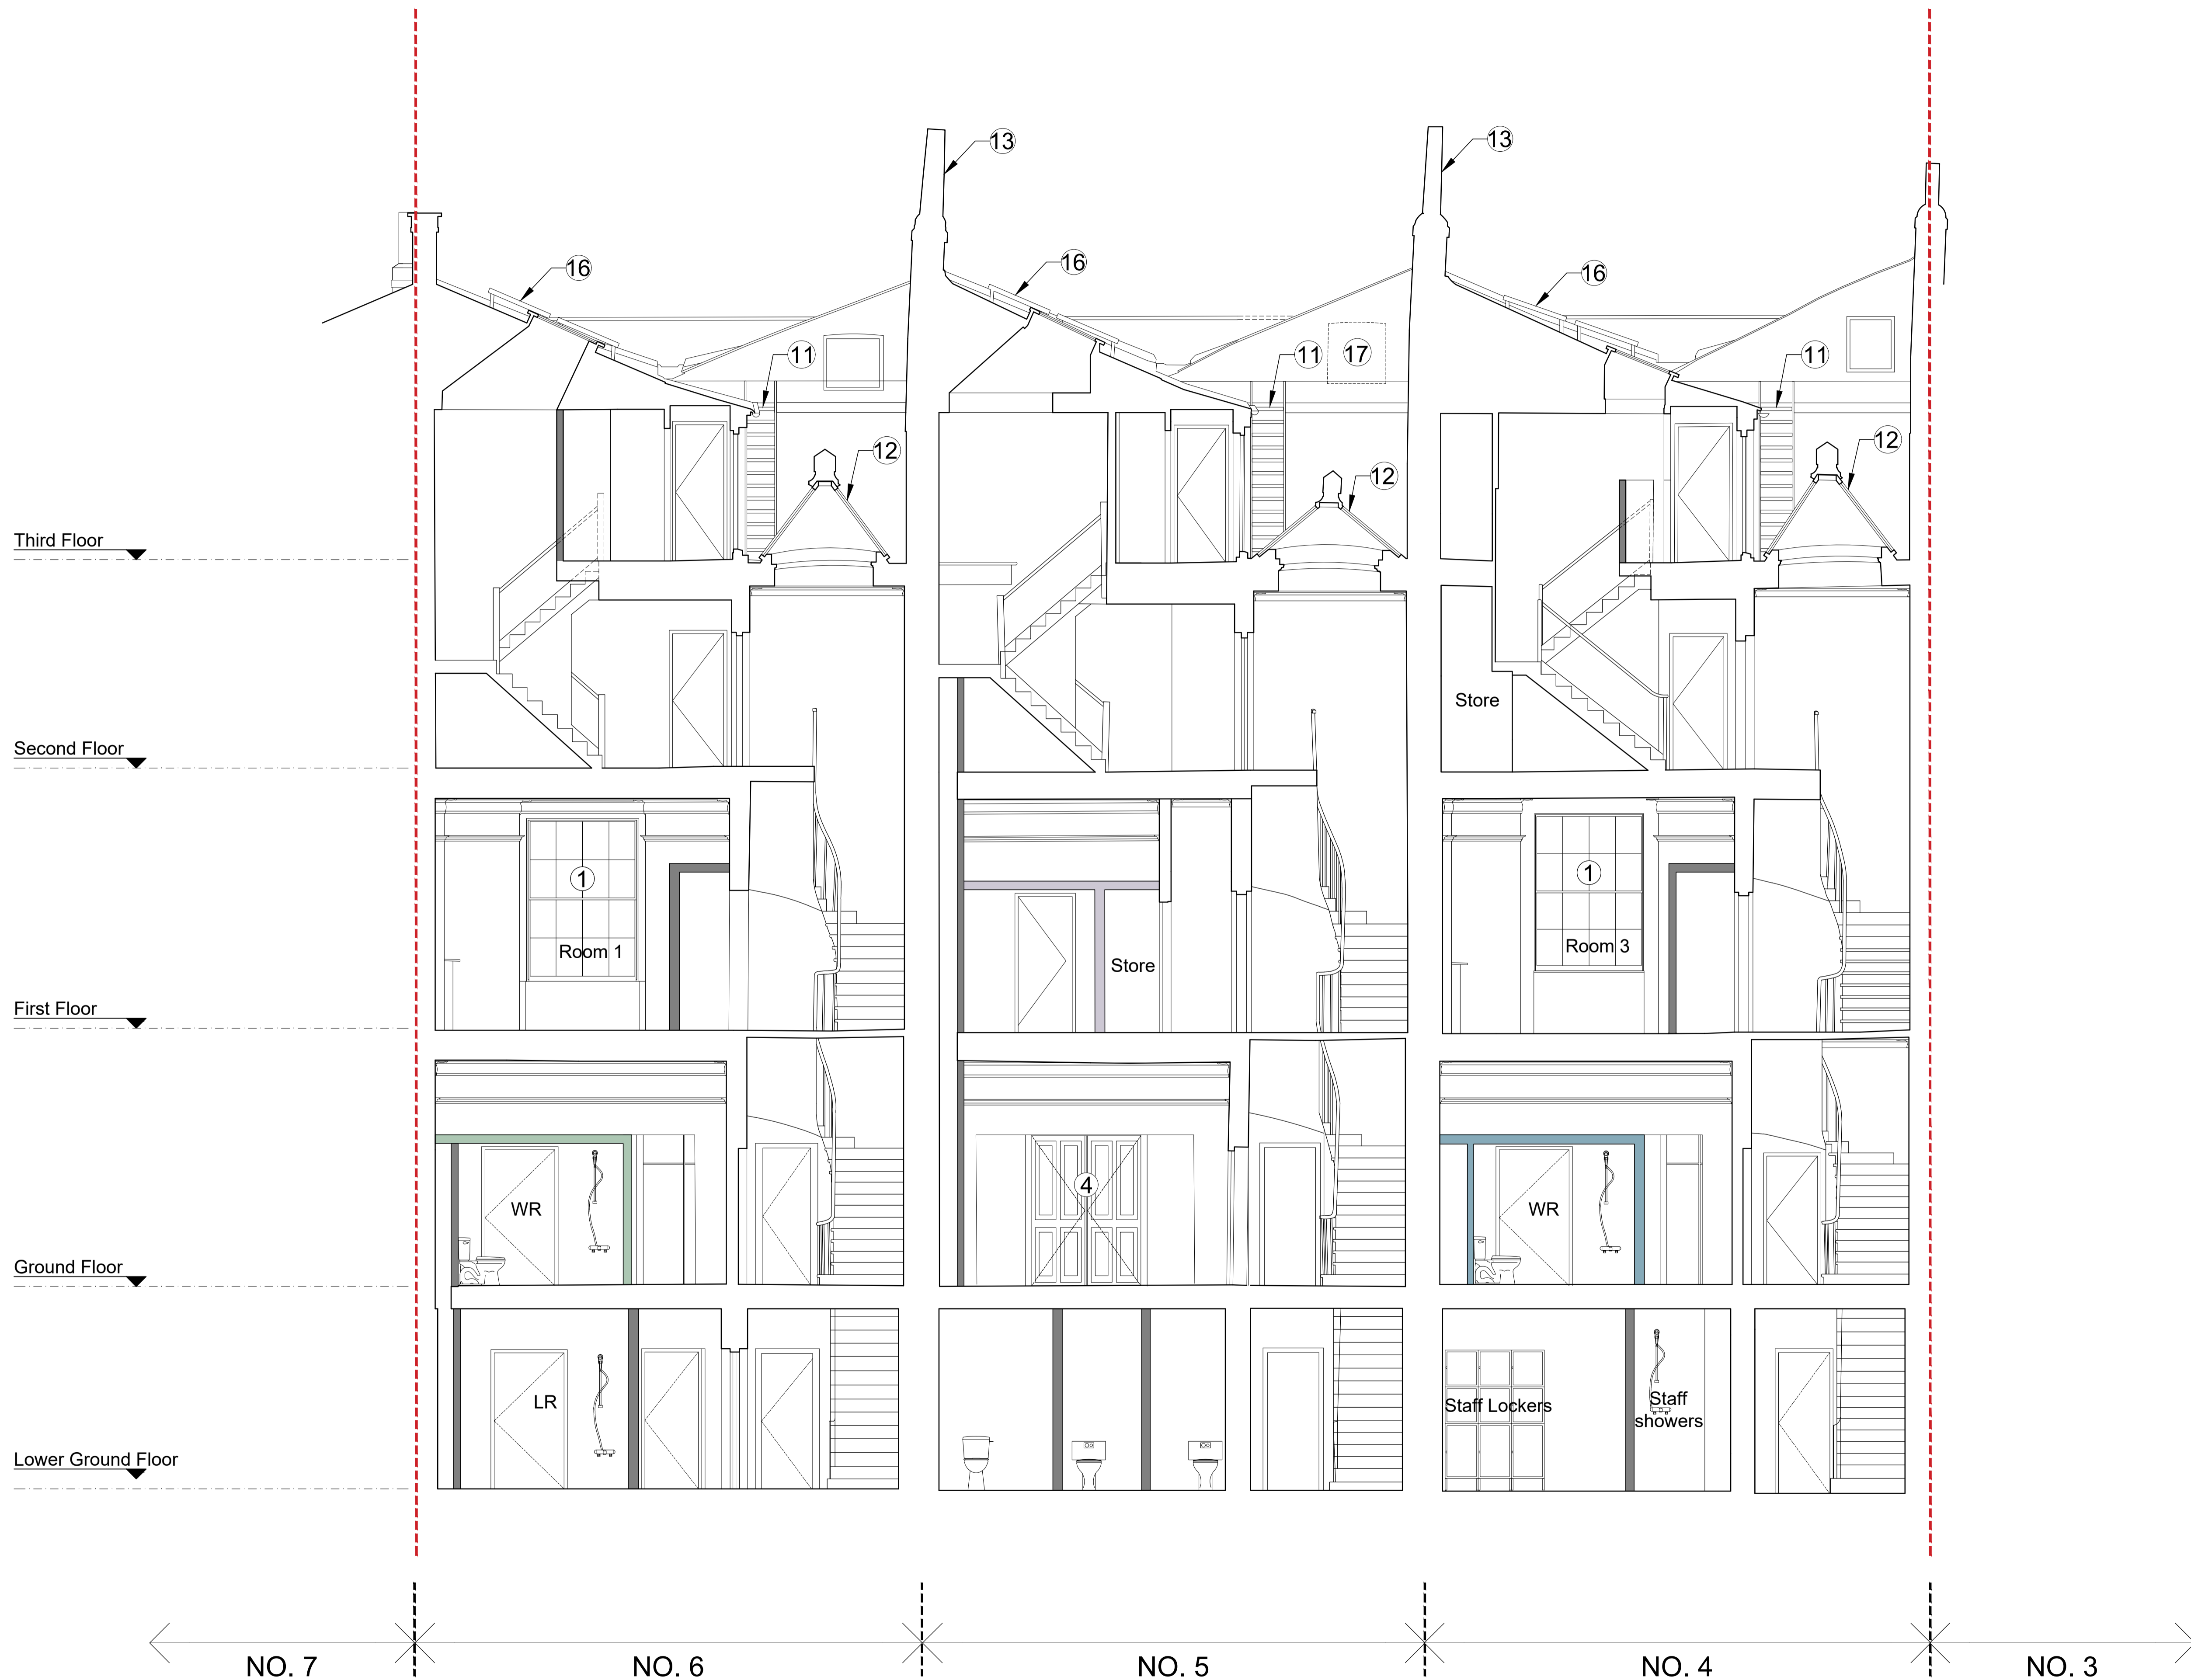 13
13
16
16
16
11
11
17
11
12
12
12
Third Floor
Store
Second Floor
1
1
Room 1
Store
Room 3
First Floor
4
WR
WR
Ground Floor
LR
Staff Lockers
Staff
showers
Lower Ground Floor
NO. 7
NO. 6
NO. 5
NO. 4
NO. 3